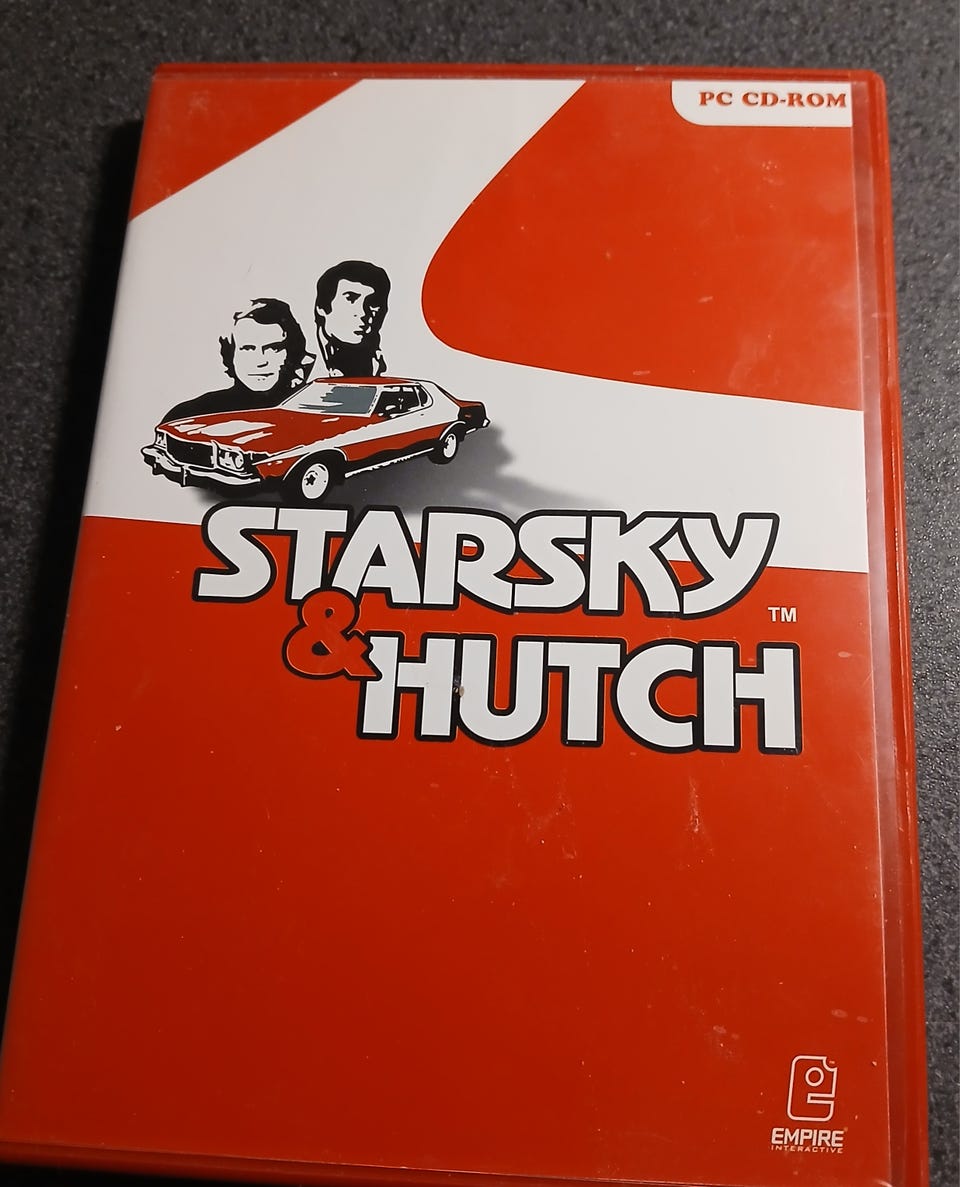 PC CD-ROM
STARSKY
™
&
HUTCH
EMPIRE
INTERACTIVE